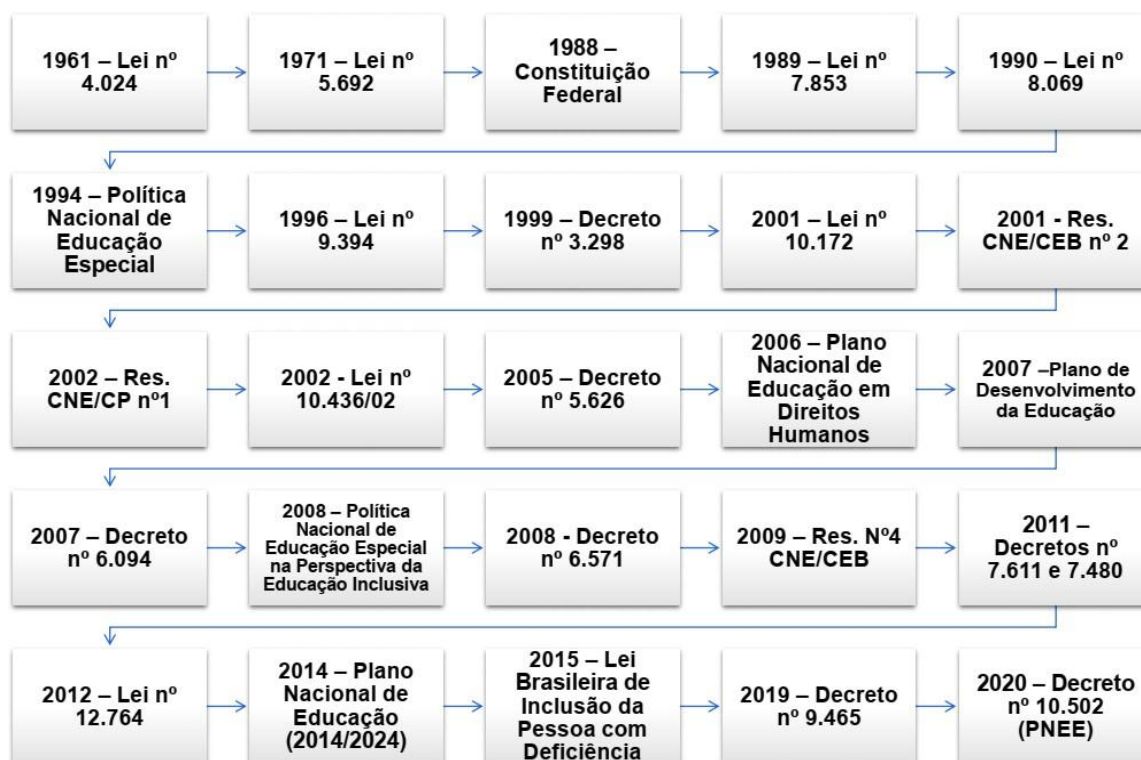 1961 – Lei nº
4.024
1971 – Lei nº
5.692
1988 –
Constituição
Federal
1989 – Lei nº
7.853
1990 – Lei nº
8.069
1994 – Política
Nacional de
Educação
Especial
1996 – Lei nº
9.394
1999 – Decreto
nº 3.298
2001 – Lei nº
10.172
2001 - Res.
CNE/CEB nº 2
2002 – Res.
CNE/CP nº1
2002 - Lei nº
10.436/02
2005 – Decreto
nº 5.626
2006 – Plano
Nacional de
Educação em
Direitos
Humanos
2007 –Plano de
Desenvolvimento
da Educação
2007 – Decreto
nº 6.094
2008 – Política
Nacional de
Educação Especial
na Perspectiva da
Educação Inclusiva
2008 - Decreto
nº 6.571
2009 – Res. Nº4
CNE/CEB
2011 –
Decretos nº
7.611 e 7.480
2012 – Lei nº
12.764
2014 – Plano
Nacional de
Educação
(2014/2024)
2015 – Lei
Brasileira de
Inclusão da
Pessoa com
Deficiência
2019 – Decreto
nº 9.465
2020 – Decreto
nº 10.502
(PNEE)